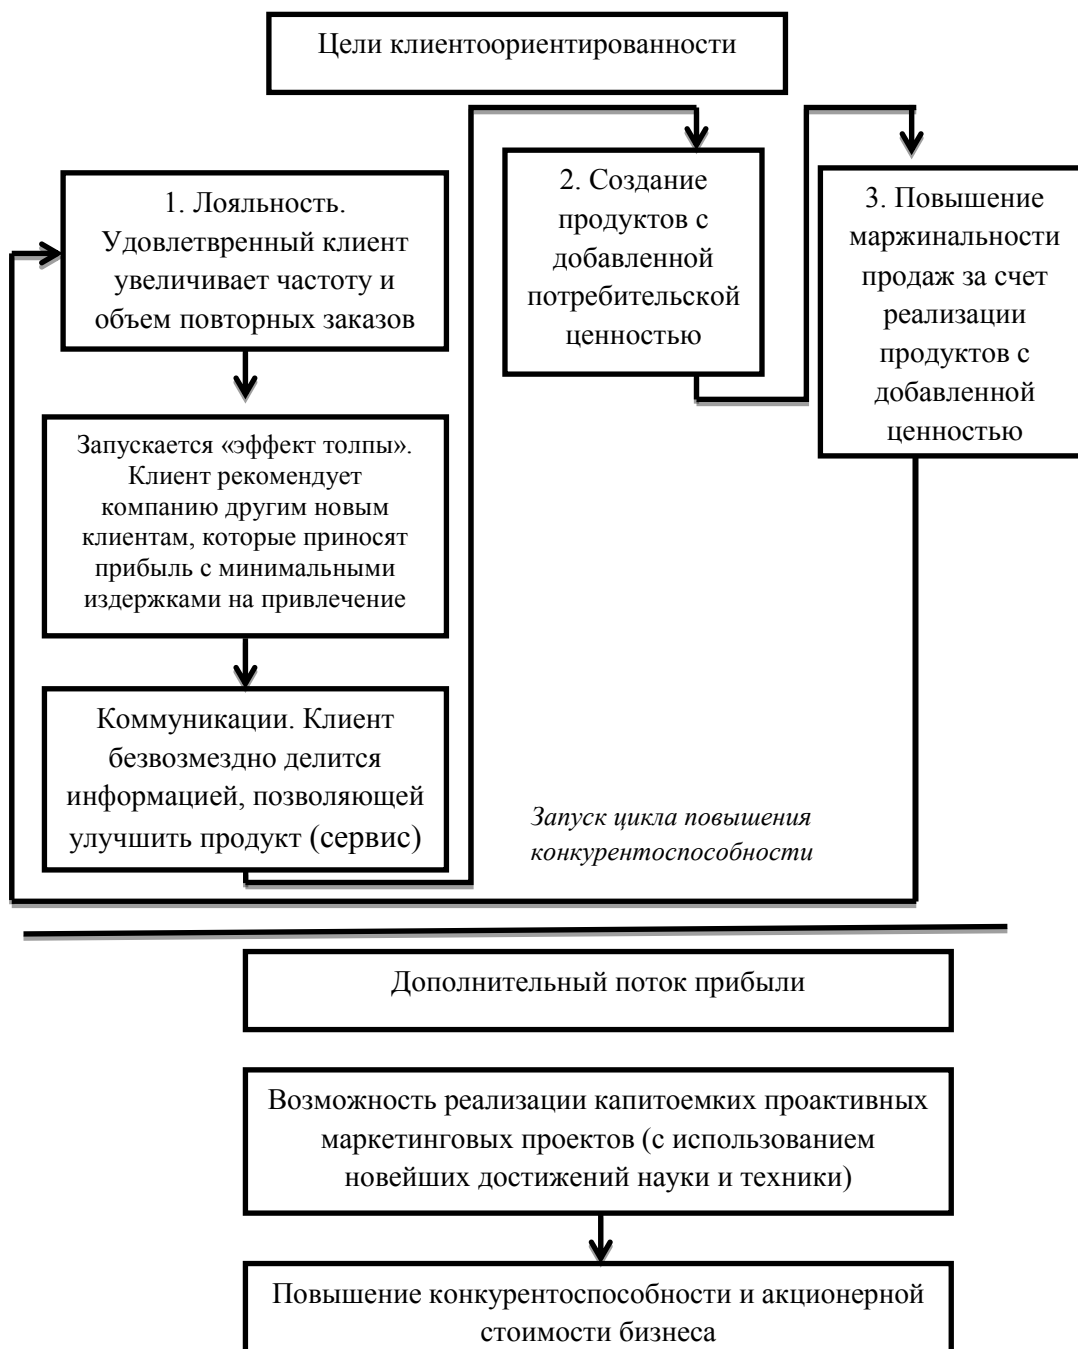 Цели клиентоориентированности
1. Лояльность.
Удовлетвренный клиент
увеличивает частоту и
объем повторных заказов
Запускается «эффект толпы».
Клиент рекомендует
компанию другим новым
клиентам, которые приносят
прибыль с минимальными
издержками на привлечение
Коммуникации. Клиент
безвозмездно делится
информацией, позволяющей
улучшить продукт (сервис)
2. Создание
продуктов с
добавленной
потребительской
ценностью
3. Повышение
маржинальности
продаж за счет
реализации
продуктов с
добавленной
ценностью
Запуск цикла повышения
конкурентоспособности
Дополнительный поток прибыли
Возможность реализации капитоемких проактивных
маркетинговых проектов (с использованием
новейших достижений науки и техники)
Повышение конкурентоспособности и акционерной
стоимости бизнеса